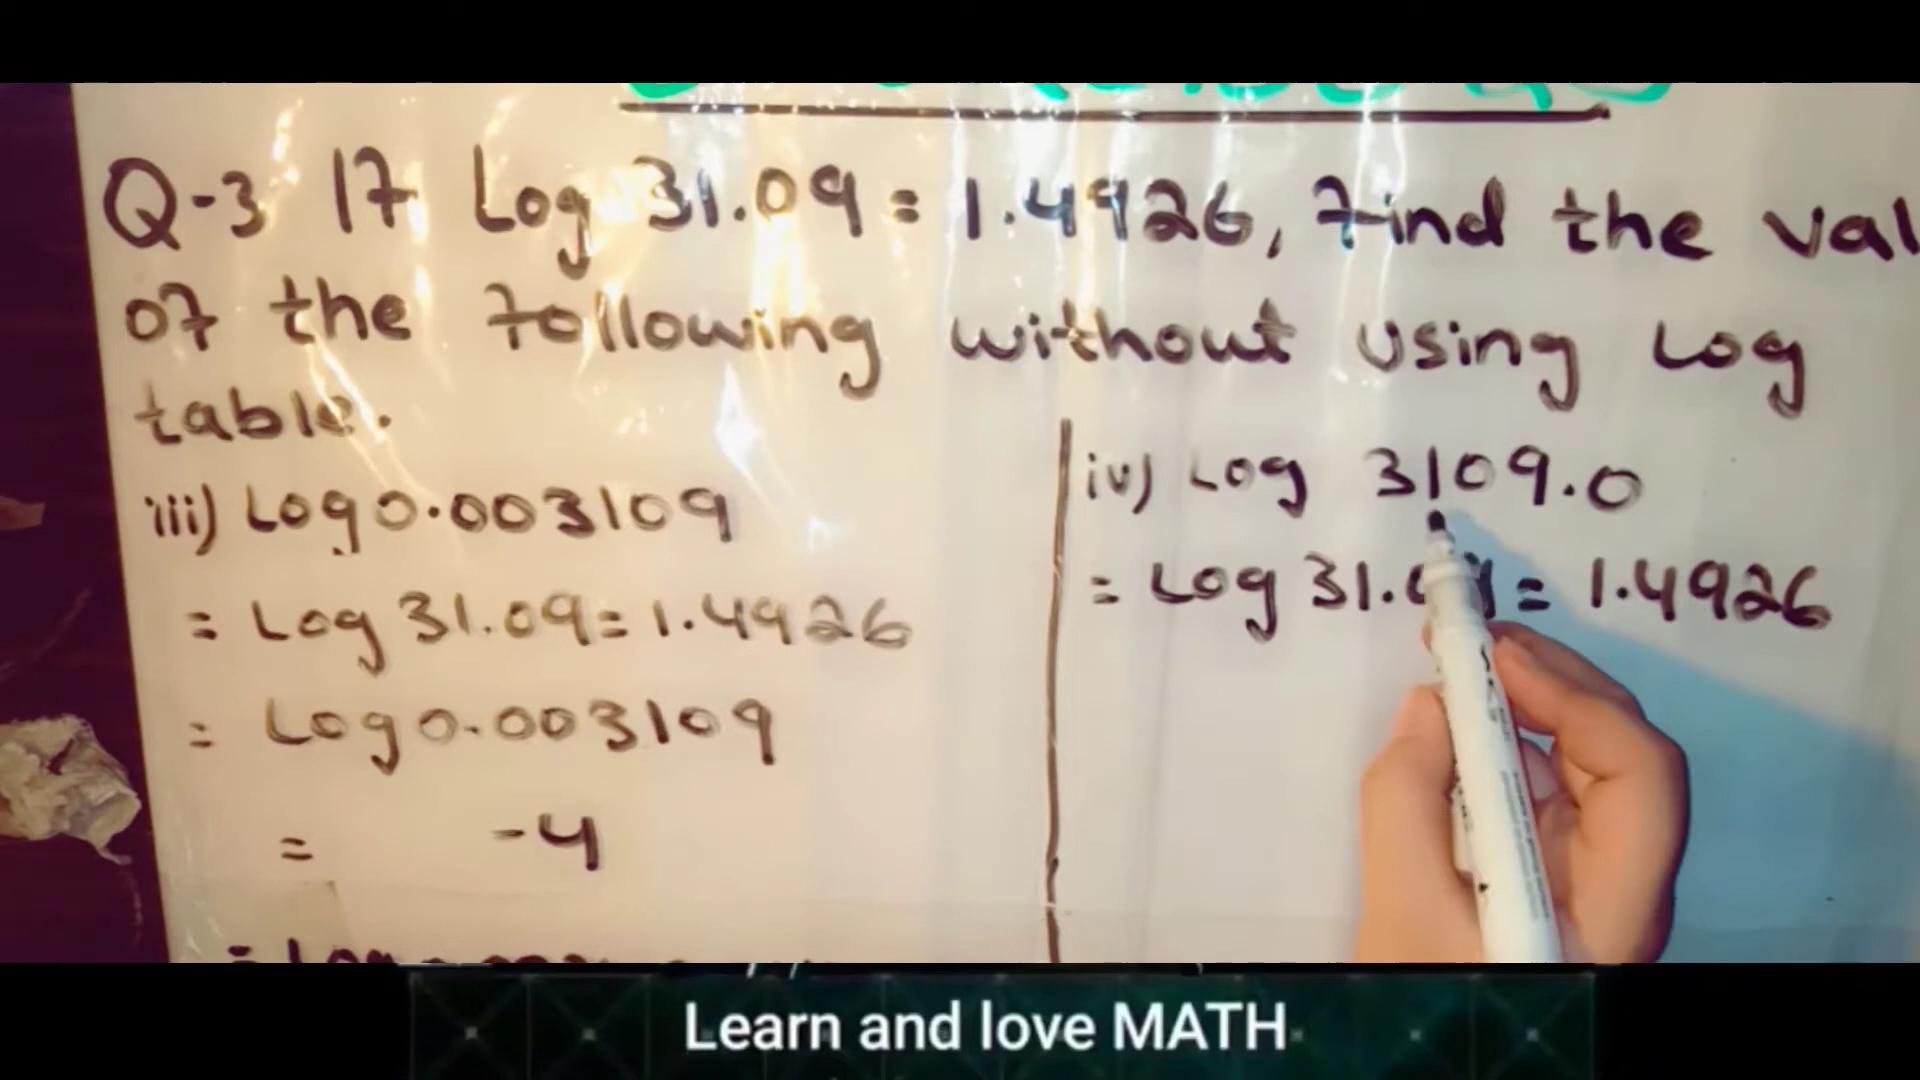 Q-3 If Log 31.09 = 1.4926, find the val
of the following without using Log
table.
iii) Log 0.003109
= Log 31.09 = 1.4926
= Log 0.003109
= -4
iv) Log 3109.0
= Log 31.09 = 1.4926
Learn and love MATH